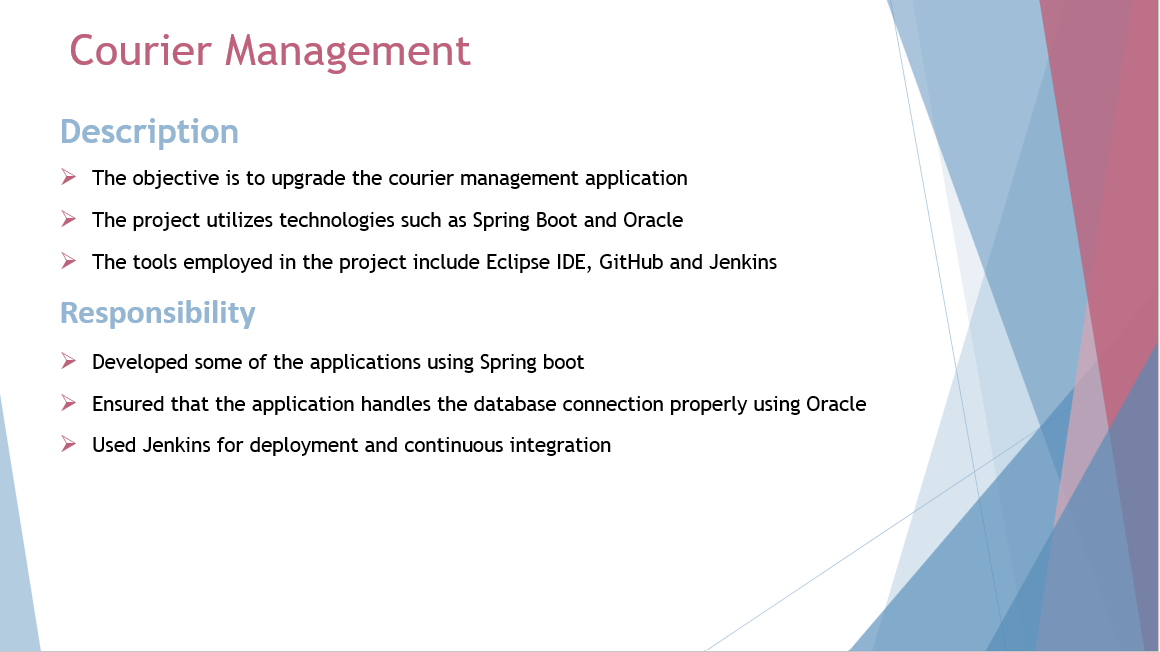 Courier Management
Description
The objective is to upgrade the courier management application
The project utilizes technologies such as Spring Boot and Oracle
The tools employed in the project include Eclipse IDE, GitHub and Jenkins
Responsibility
Developed some of the applications using Spring boot
Ensured that the application handles the database connection properly using Oracle
Used Jenkins for deployment and continuous integration